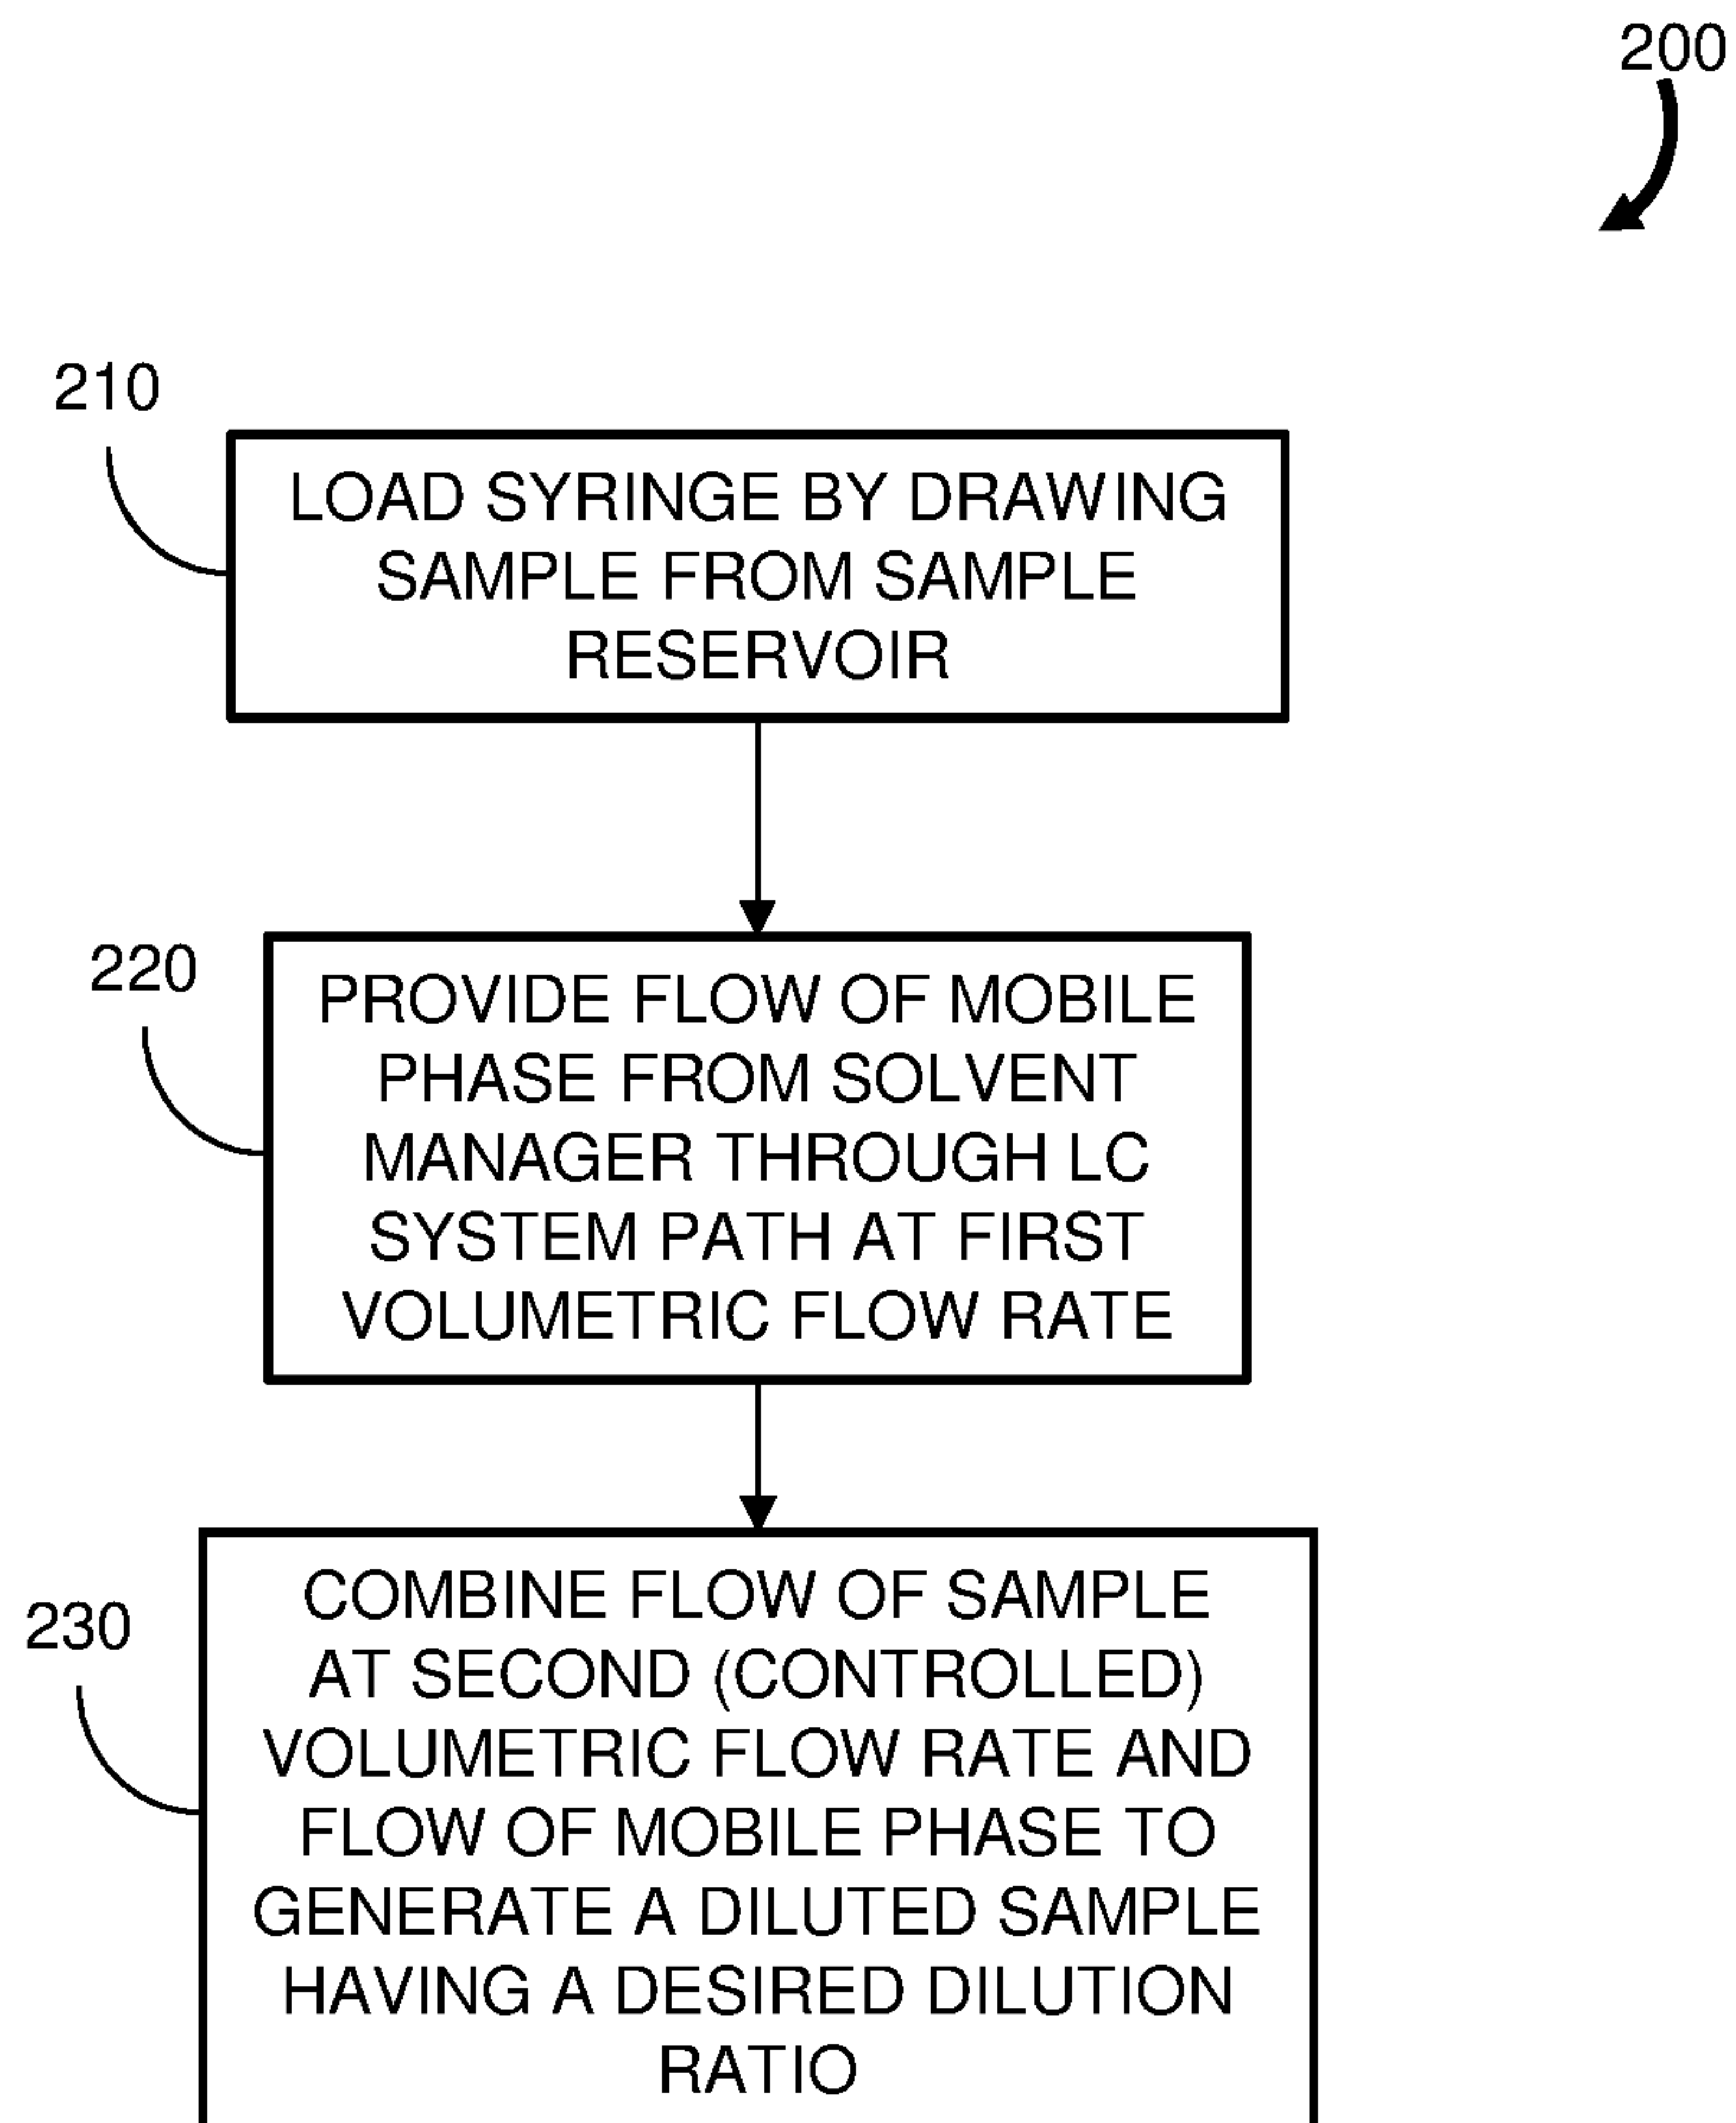 200
210
LOAD SYRINGE BY DRAWING
SAMPLE FROM SAMPLE
RESERVOIR
220
PROVIDE FLOW OF MOBILE
PHASE FROM SOLVENT
MANAGER THROUGH LC
SYSTEM PATH AT FIRST
VOLUMETRIC FLOW RATE
230
COMBINE FLOW OF SAMPLE
AT SECOND (CONTROLLED)
VOLUMETRIC FLOW RATE AND
FLOW OF MOBILE PHASE TO
GENERATE A DILUTED SAMPLE
HAVING A DESIRED DILUTION
RATIO